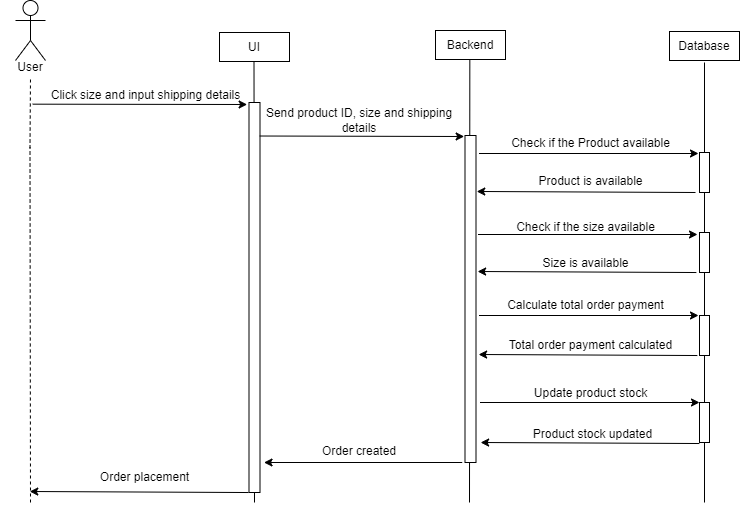 User
UI
Backend
Database
Click size and input shipping details
Send product ID, size and shipping
details
Check if the Product available
Product is available
Check if the size available
Size is available
Calculate total order payment
Total order payment calculated
Update product stock
Product stock updated
Order created
Order placement